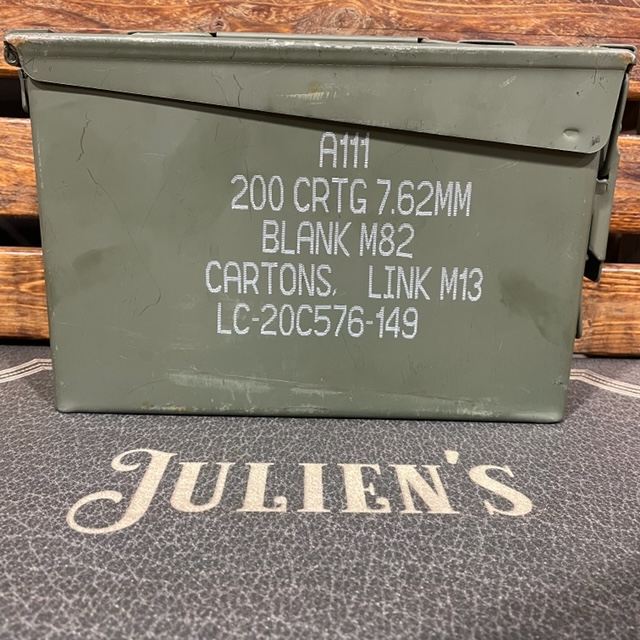 A111
200 CRTG 7.62MM
BLANK M82
CARTONS, LINK M13
LC-20C576-149
JULIEN'S